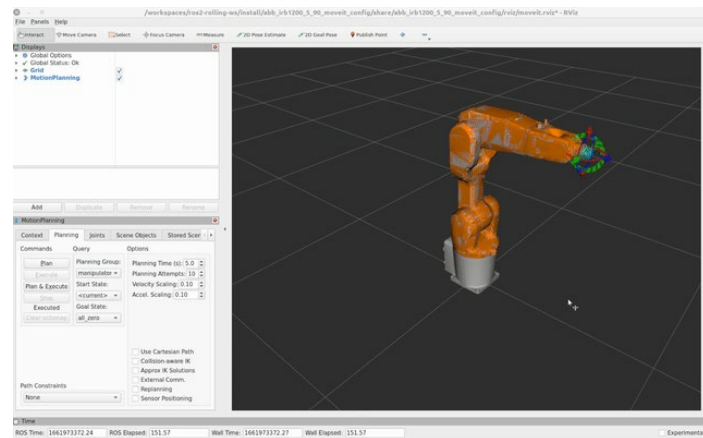 /workspaces/ros2-rolling-ws/install/abb_irb1200_5_90_moveit_config/share/abb_irb1200_5_90_moveit_config/rviz/moveit.rviz* - RViz
File Panels Help
Interact Move Camera Select Focus Camera Measure 2D Pose Estimate 2D Goal Pose Publish Point
Displays
Global Options
Global Status: Ok
Grid
MotionPlanning
Add Duplicate Remove Rename
MotionPlanning
Context Planning Joints Scene Objects Stored Scer
Commands Query Options
Plan Planning Group: Planning Time (s): 5.0
Execute manipulator Planning Attempts: 10
Plan & Execute Start State: Velocity Scaling: 0.10
Stop <current> Accel. Scaling: 0.10
Executed Goal State:
Clear octomap all_zero
Use Cartesian Path
Collision-aware IK
Approx IK Solutions
External Comm.
Path Constraints Replanning
None Sensor Positioning
Time
ROS Time: 1661973372.24 ROS Elapsed: 151.57 Wall Time: 1661973372.27 Wall Elapsed: 151.57 Experimental